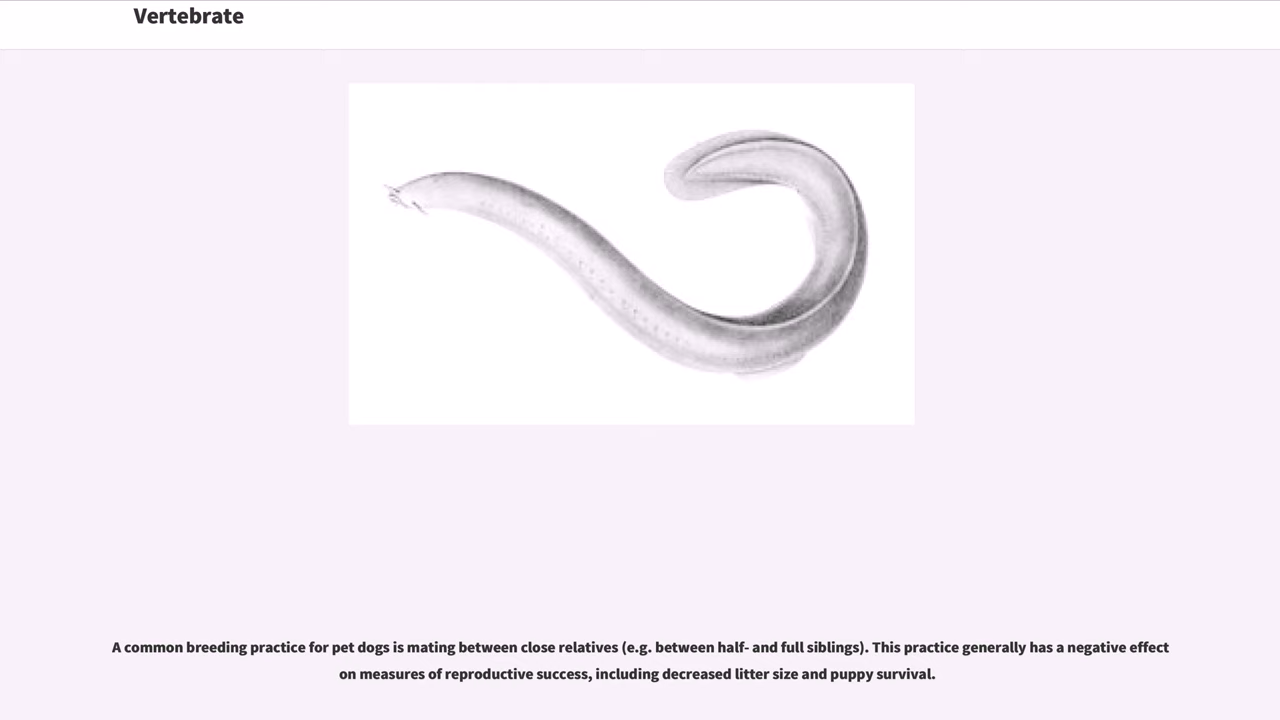 Vertebrate
A common breeding practice for pet dogs is mating between close relatives (e.g. between half- and full siblings). This practice generally has a negative effect
on measures of reproductive success, including decreased litter size and puppy survival.